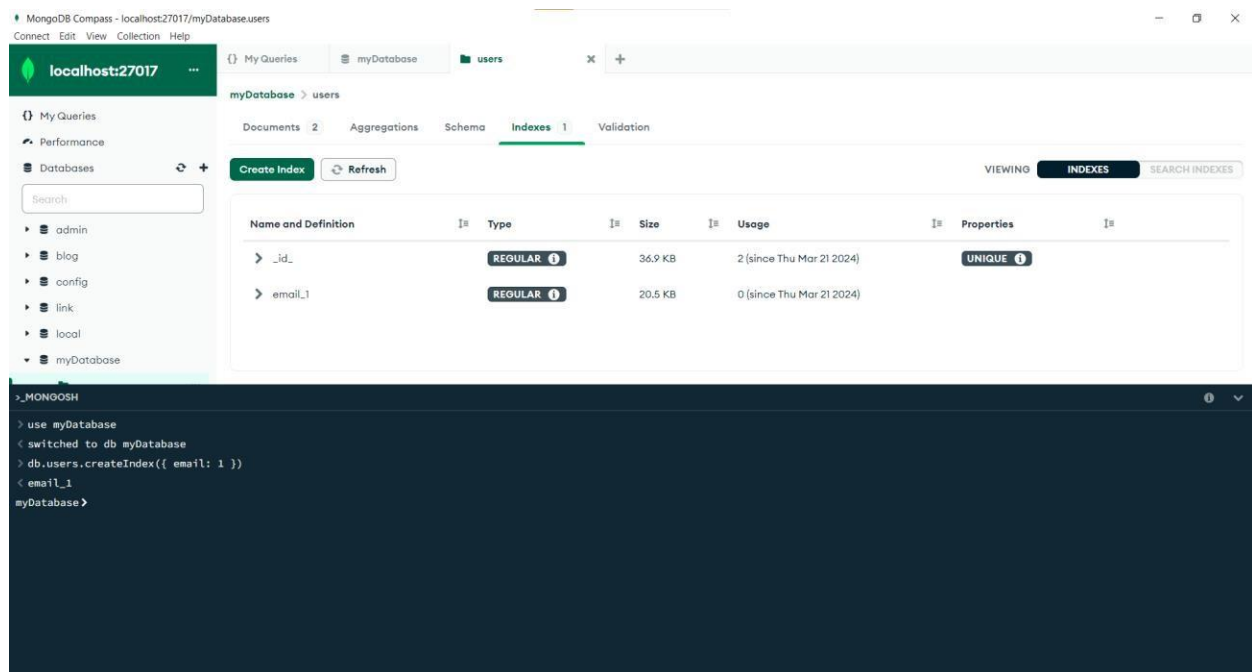 MongoDB Compass - localhost:27017/myDatabase.users
Connect Edit View Collection Help
localhost:27017 ...
{} My Queries
myDatabase
users
myDatabase > users
{} My Queries
Performance
Databases
Search
admin
blog
config
link
local
myDatabase
Documents 2 Aggregations Schema Indexes 1 Validation
Create Index Refresh VIEWING INDEXES SEARCH INDEXES
Name and Definition Type Size Usage Properties
_id_ REGULAR 36.9 KB 2 (since Thu Mar 21 2024) UNIQUE
email_1 REGULAR 20.5 KB 0 (since Thu Mar 21 2024)
>_MONGOSH
> use myDatabase
< switched to db myDatabase
> db.users.createIndex({ email: 1 })
< email_1
myDatabase>